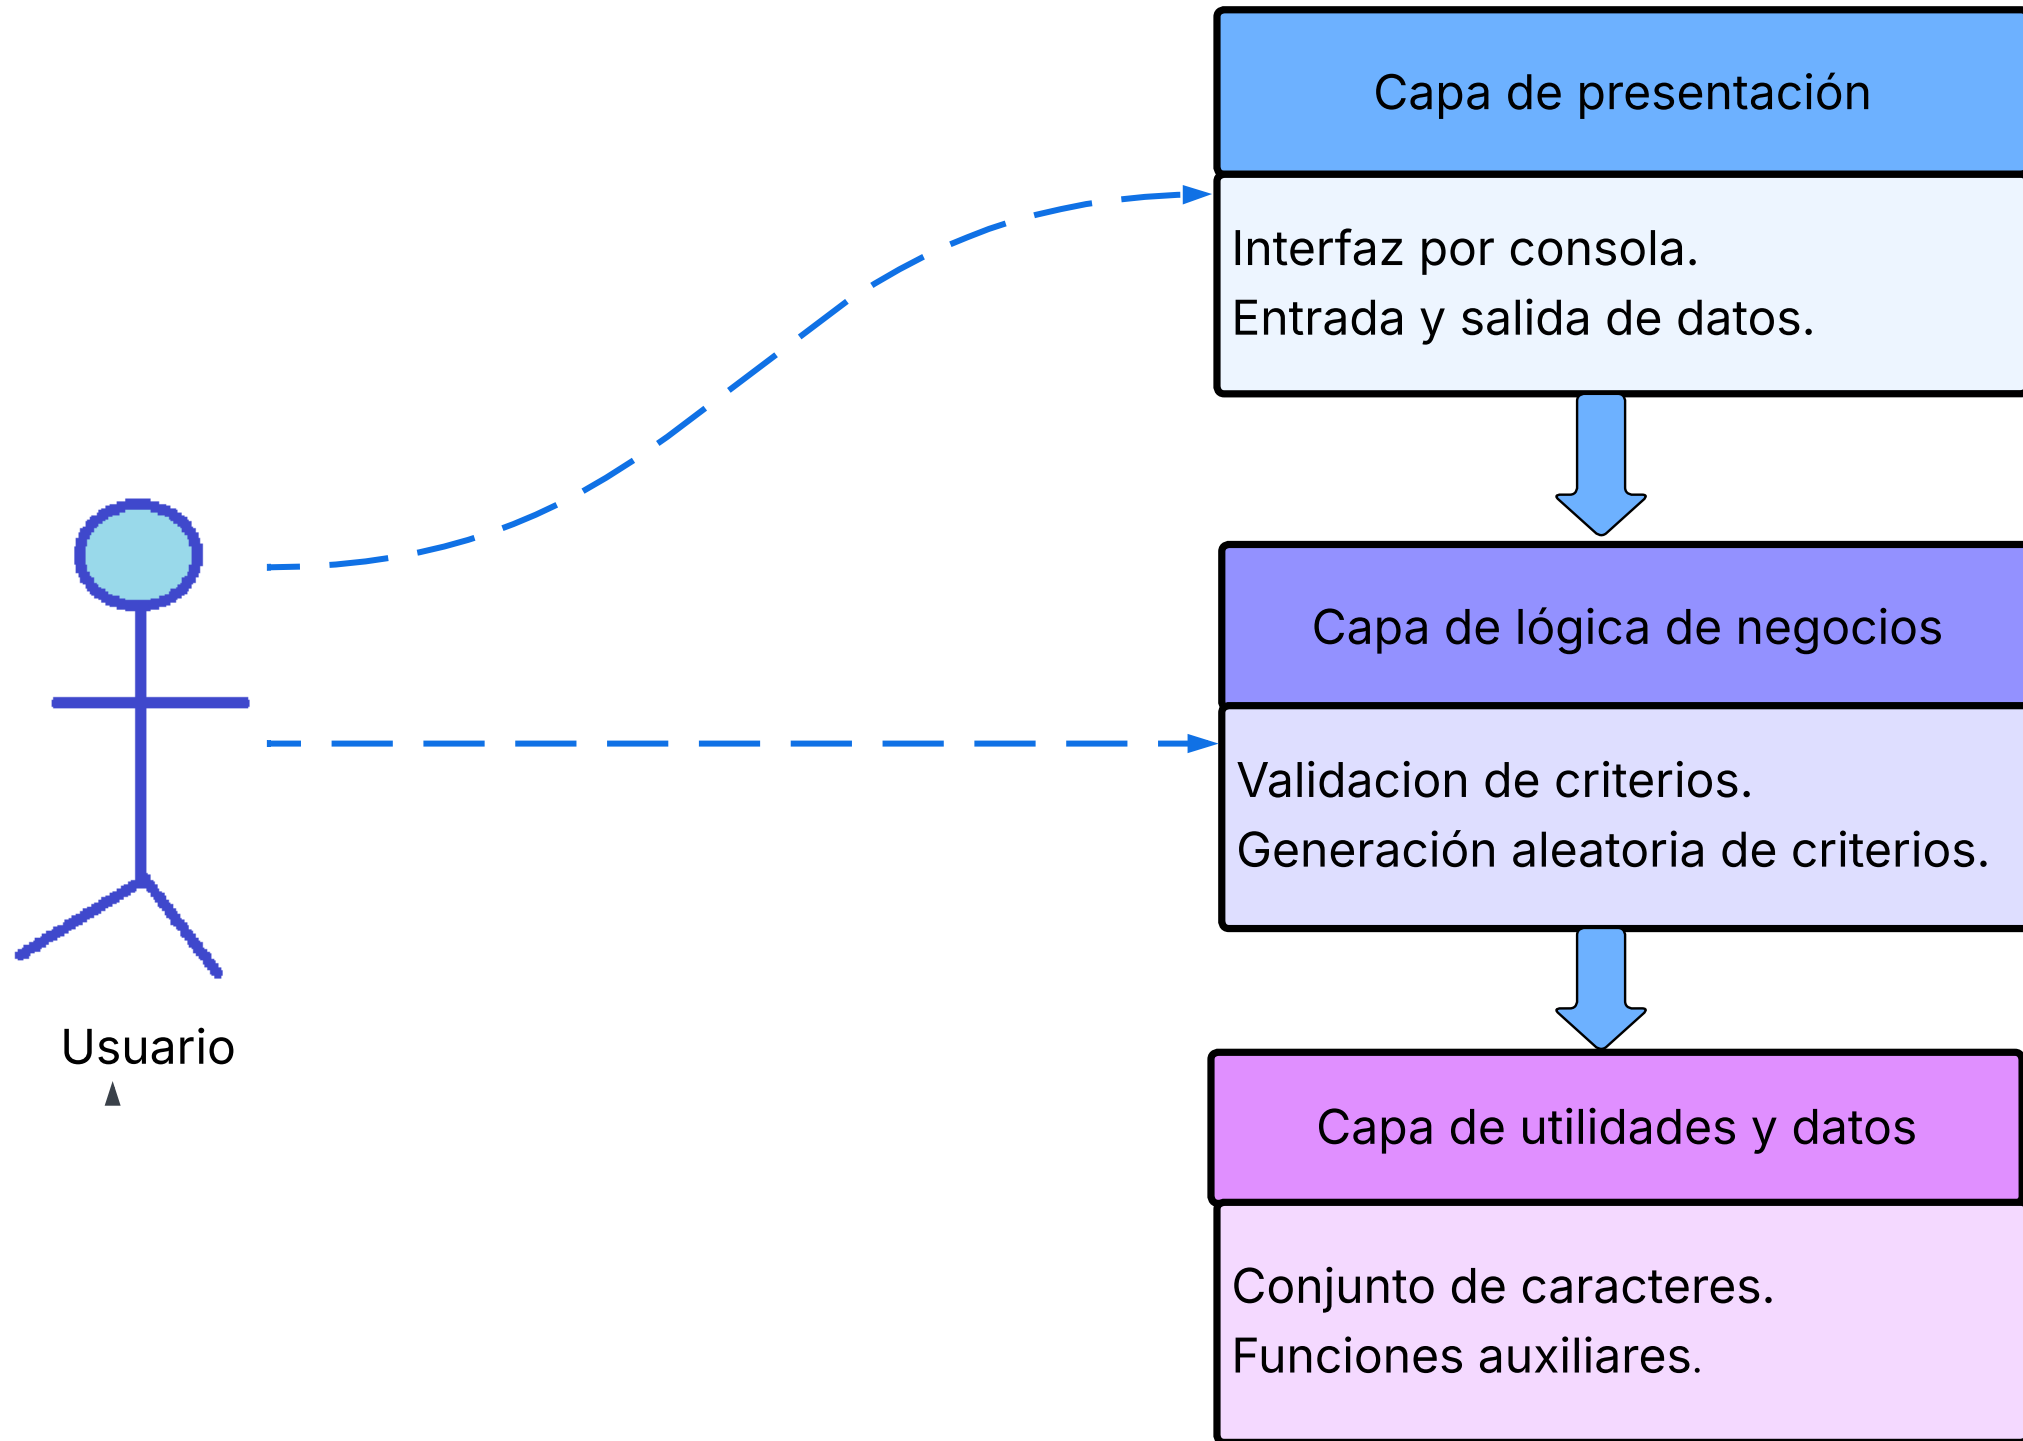 Capa de presentación
Interfaz por consola.
Entrada y salida de datos.
Capa de lógica de negocios
Validacion de criterios.
Generación aleatoria de criterios.
Usuario
Capa de utilidades y datos
Conjunto de caracteres.
Funciones auxiliares.